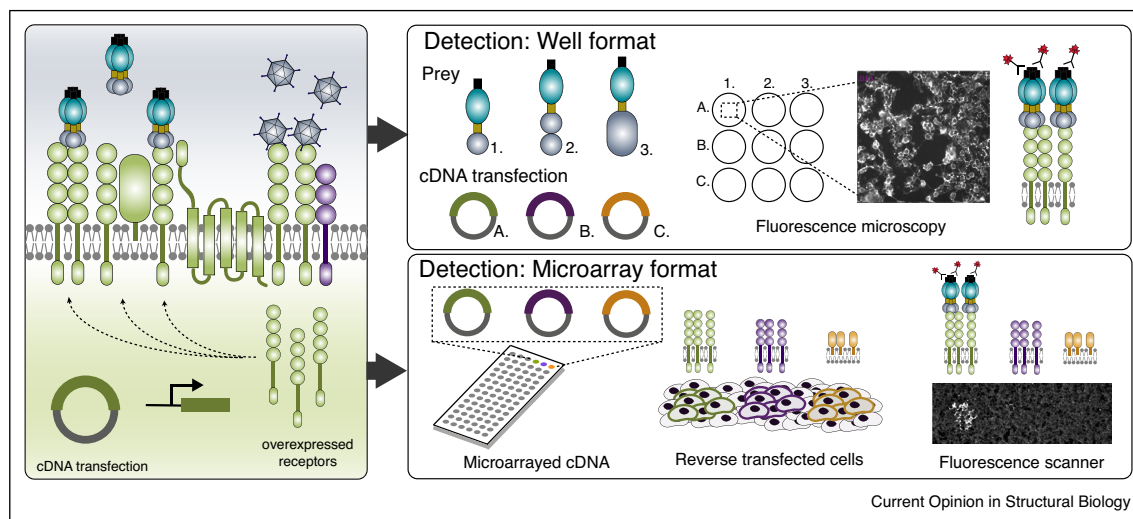 cDNA transfection
overexpressed
receptors
Detection: Well format
Prey
1.
2.
3.
cDNA transfection
A.
B.
C.
1.
2.
3.
A.
B.
C.
Fluorescence microscopy
Detection: Microarray format
Microarrayed cDNA
Reverse transfected cells
Fluorescence scanner
Current Opinion in Structural Biology